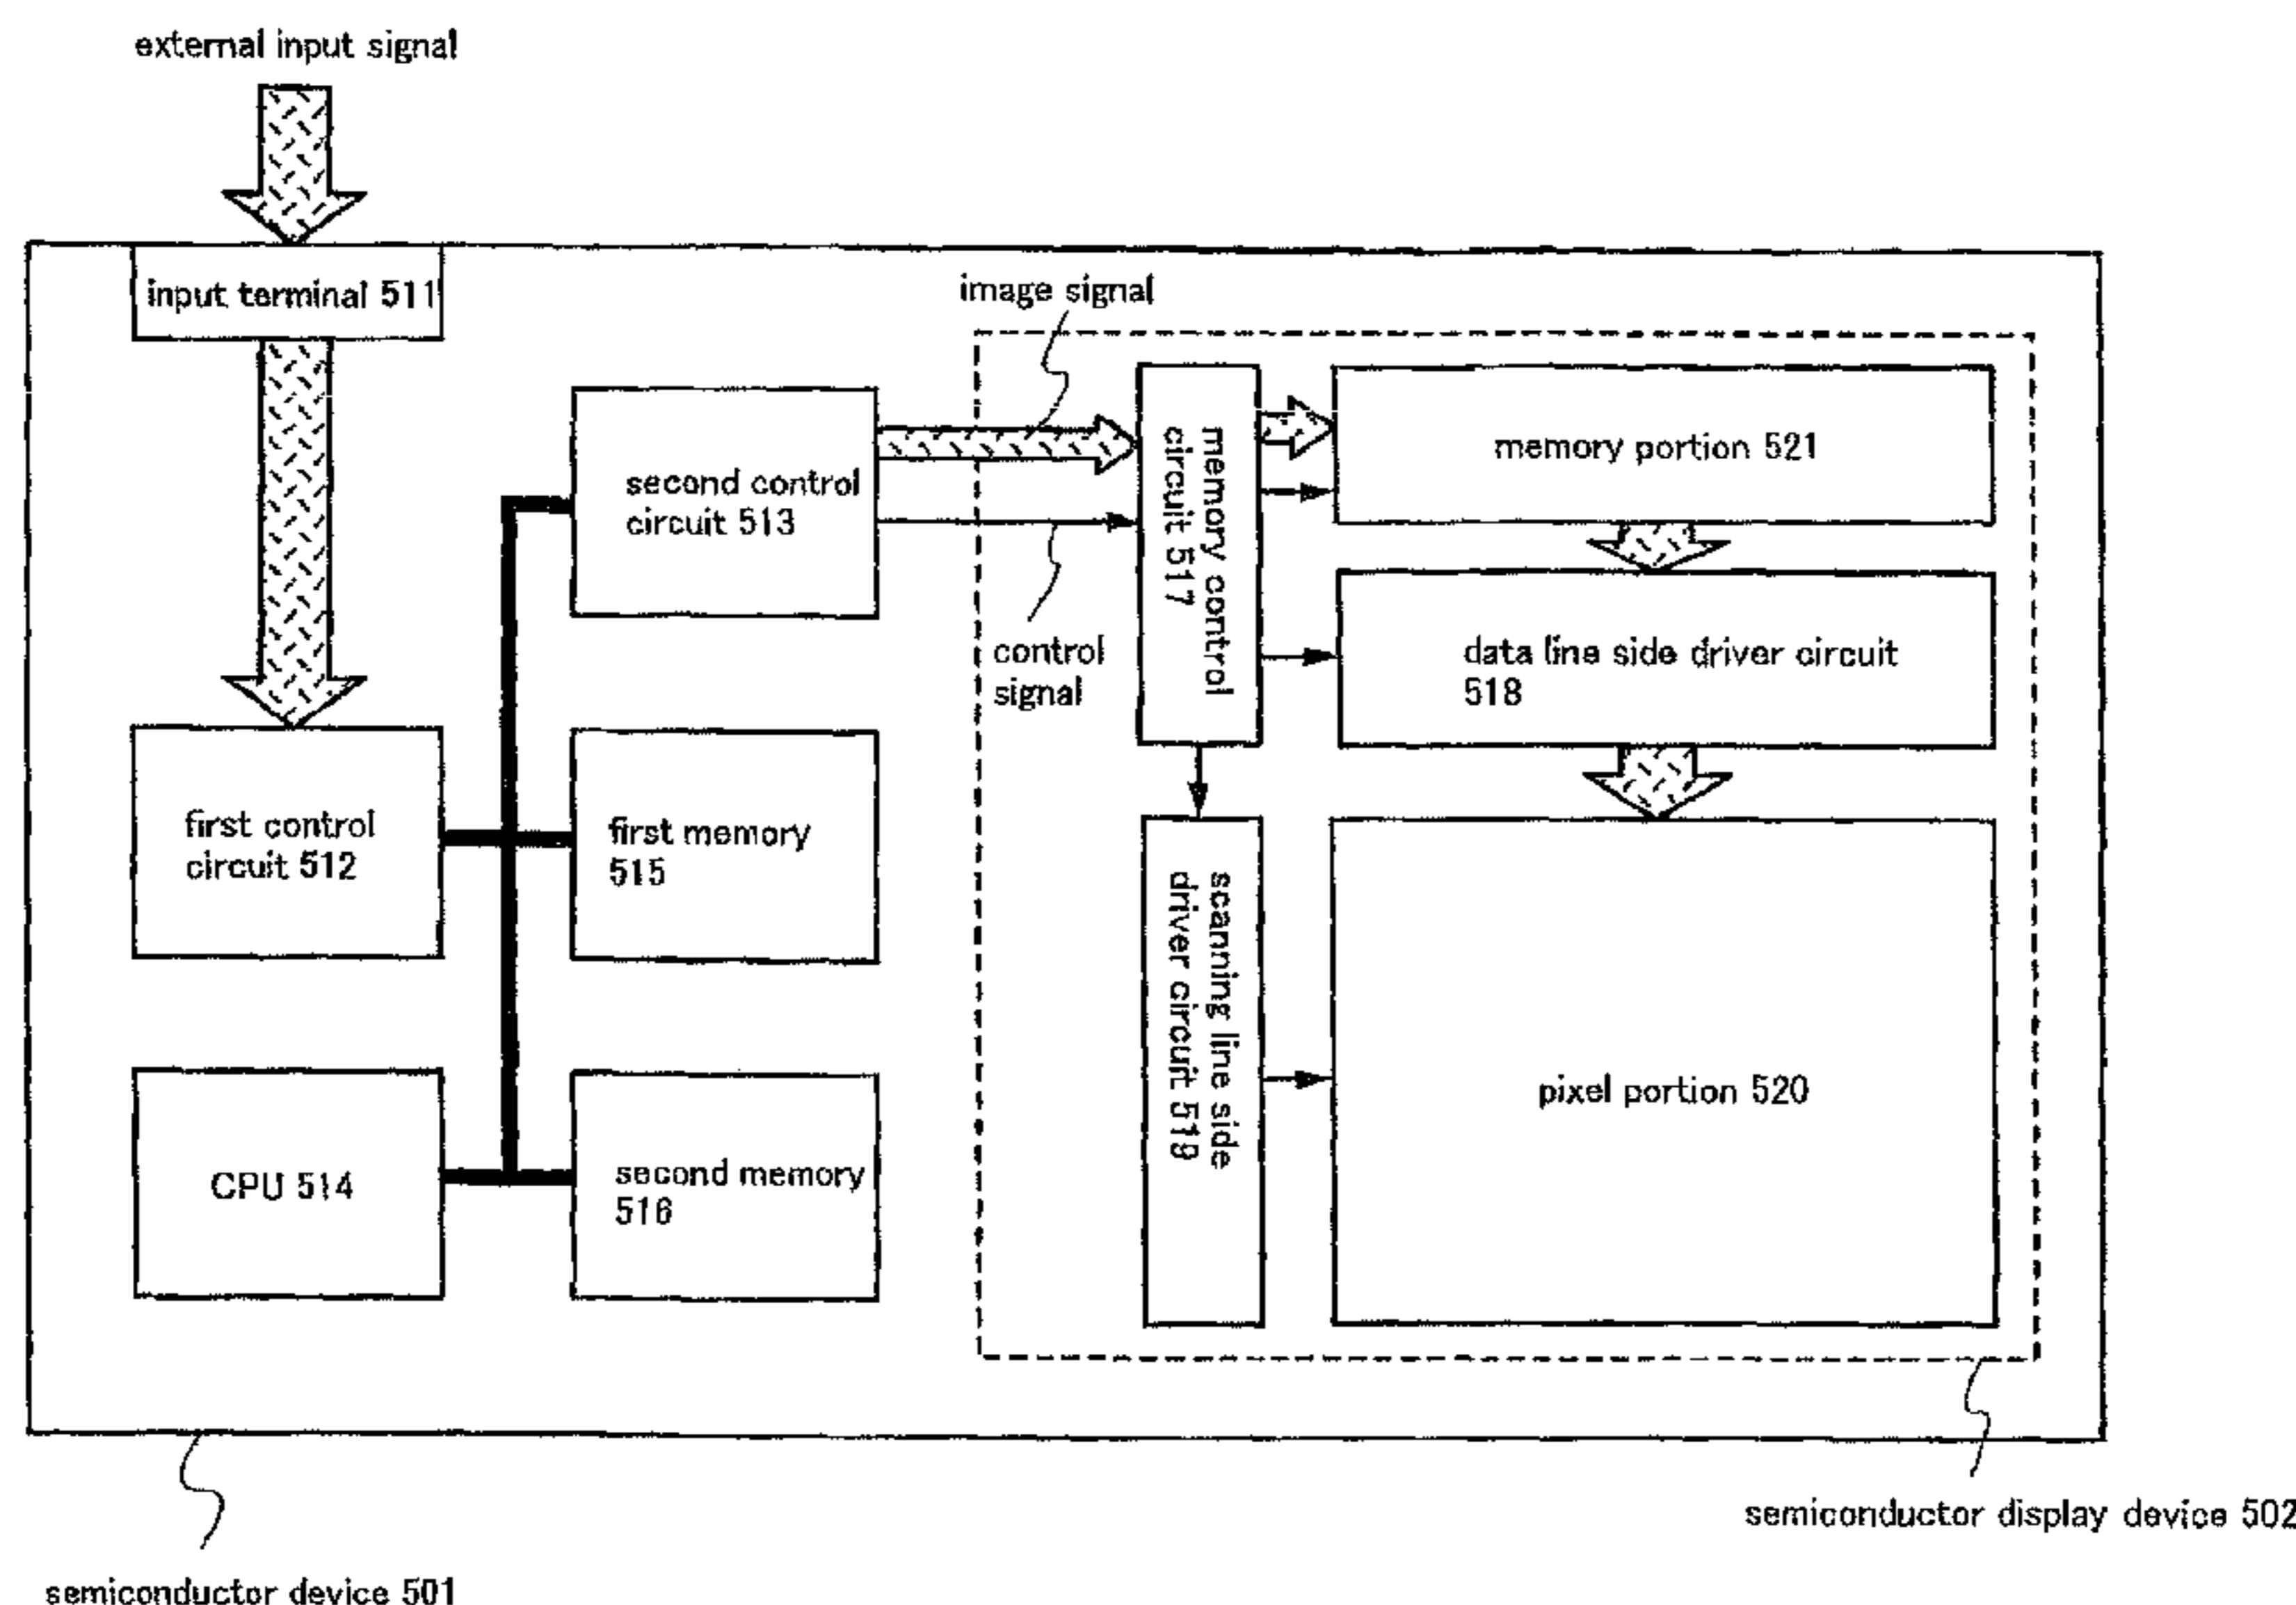 external input signal
input terminal 511
image signal
second control
circuit 513
memory control
circuit 517
memory portion 521
control
signal
data line side driver circuit
518
first control
circuit 512
first memory
515
scanning line side
driver circuit 519
pixel portion 520
CPU 514
second memory
516
semiconductor display device 502
semiconductor device 501